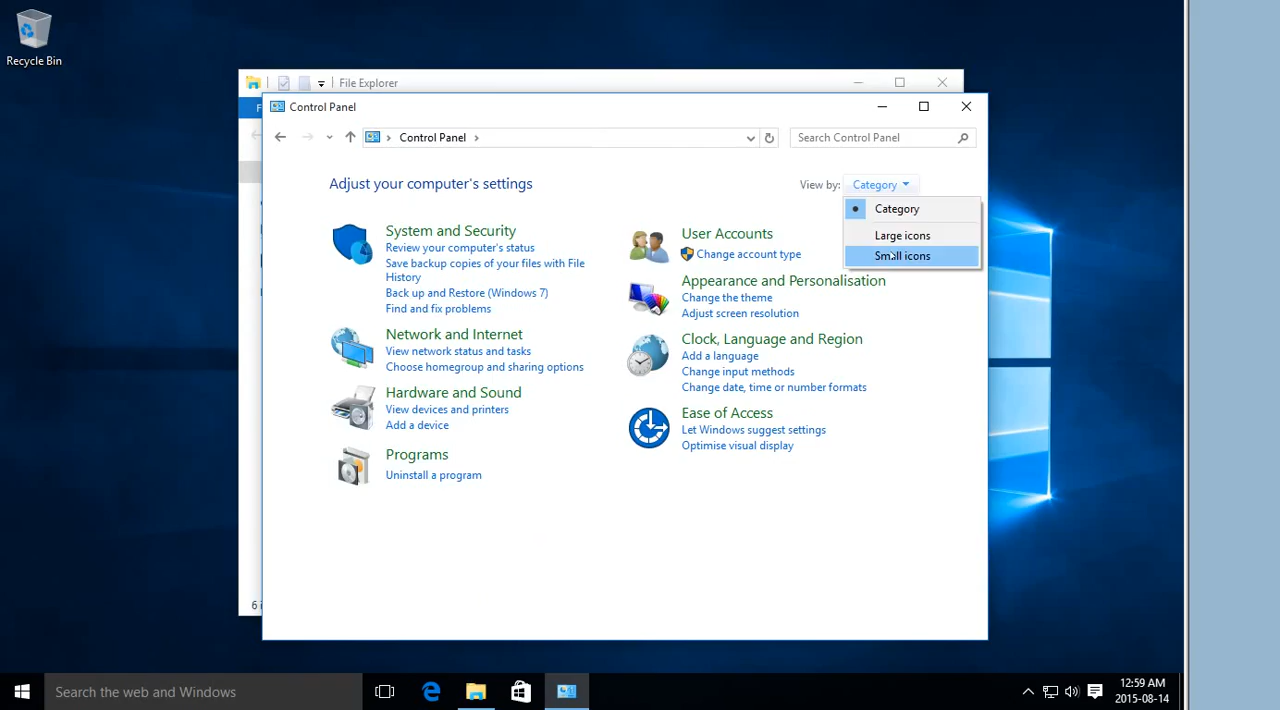 Recycle Bin
File Explorer
F
Control Panel
Control Panel
Search Control Panel
Adjust your computer's settings
View by: Category
Category
Large icons
Small icons
System and Security
Review your computer's status
Save backup copies of your files with File
History
Back up and Restore (Windows 7)
Find and fix problems
Network and Internet
View network status and tasks
Choose homegroup and sharing options
Hardware and Sound
View devices and printers
Add a device
Programs
Uninstall a program
User Accounts
Change account type
Appearance and Personalisation
Change the theme
Adjust screen resolution
Clock, Language and Region
Add a language
Change input methods
Change date, time or number formats
Ease of Access
Let Windows suggest settings
Optimise visual display
6 i
Search the web and Windows
12:59 AM
2015-08-14